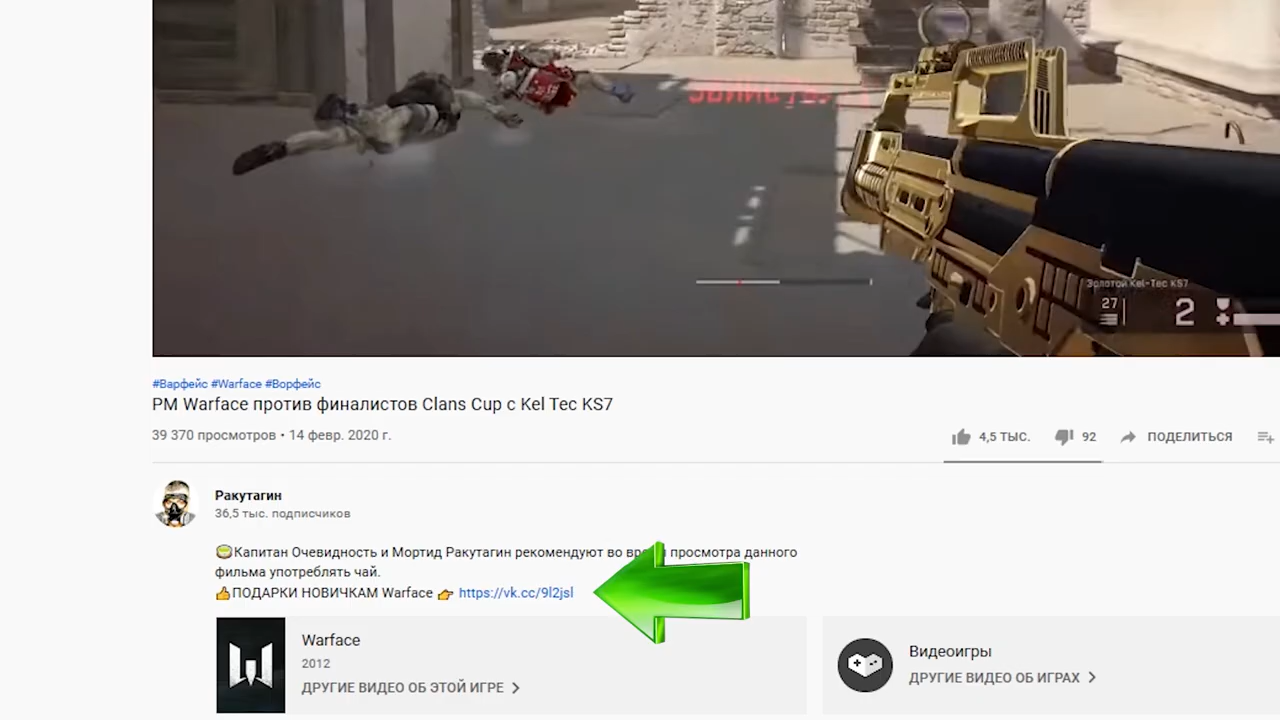 Золотой Kel-Tec KS7
27
2
#Варфейс #Warface #Ворфейс
РМ Warface против финалистов Clans Cup с Kel Tec KS7
39 370 просмотров • 14 февр. 2020 г.
4,5 ТЫС.
92
ПОДЕЛИТЬСЯ
Ракутагин
36,5 тыс. подписчиков
Капитан Очевидность и Мортид Ракутагин рекомендуют во просмотра данного
фильма употреблять чай.
ПОДАРКИ НОВИЧКАМ Warface https://vk.cc/9l2jsl
Warface
2012
ДРУГИЕ ВИДЕО ОБ ЭТОЙ ИГРЕ
Видеоигры
ДРУГИЕ ВИДЕО ОБ ИГРАХ